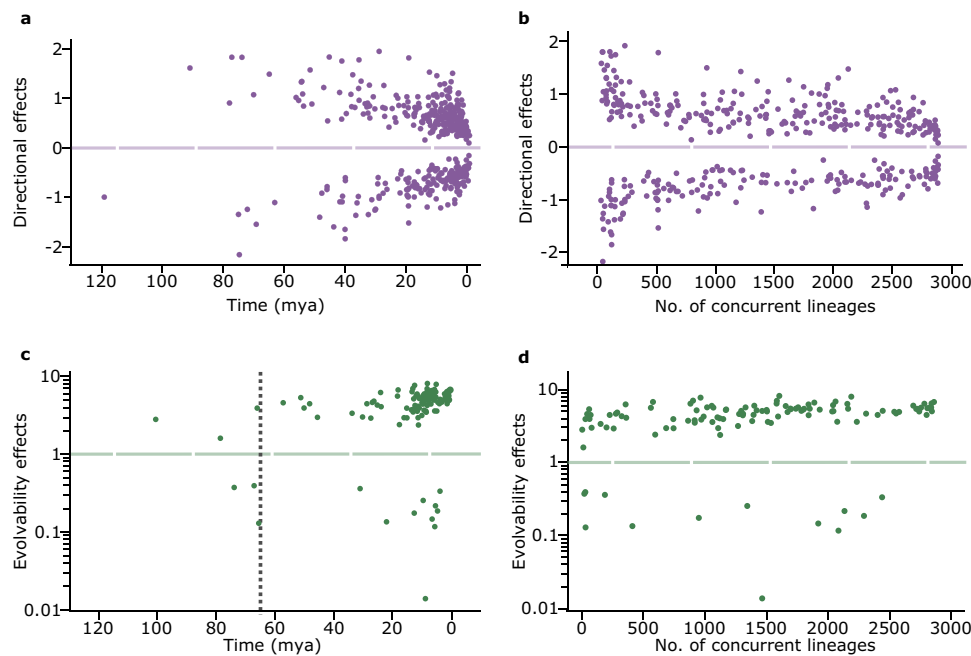 a
Directional effects
2
1
0
-1
-2
120 100 80 60 40 20 0
Time (mya)
b
Directional effects
2
1
0
-1
-2
0 500 1000 1500 2000 2500 3000
No. of concurrent lineages
c
Evolvability effects
10
1
0.1
0.01
120 100 80 60 40 20 0
Time (mya)
d
Evolvability effects
10
1
0.1
0.01
0 500 1000 1500 2000 2500 3000
No. of concurrent lineages